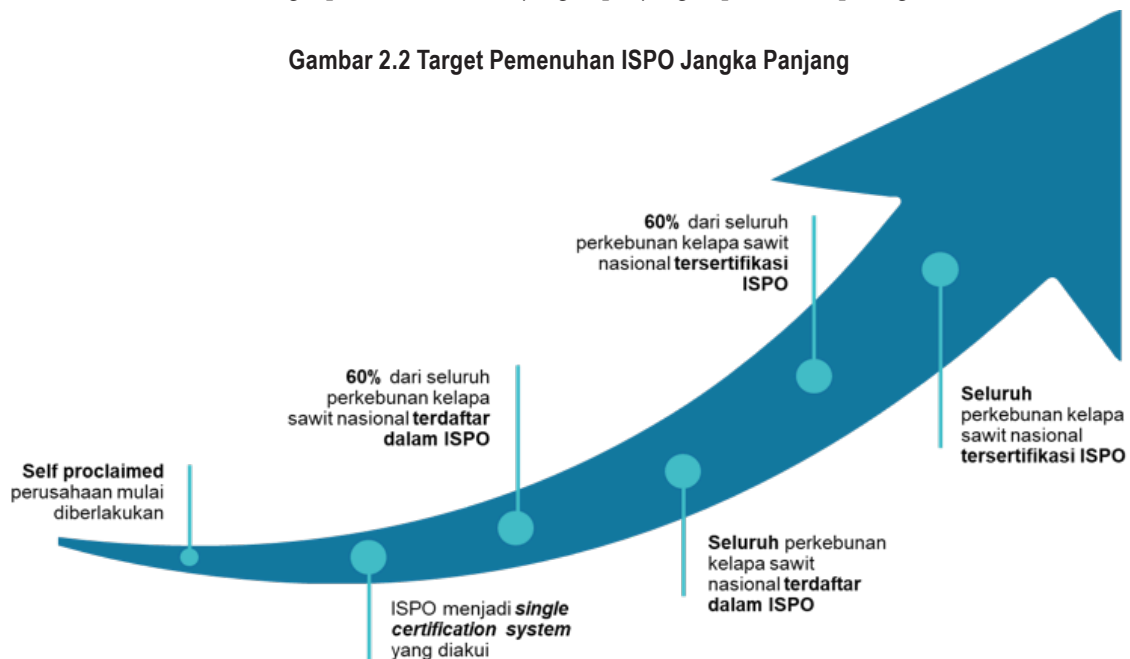 Gambar 2.2 Target Pemenuhan ISPO Jangka Panjang
Self proclaimed
perusahaan mulai
diberlakukan
ISPO menjadi single
certification system
yang diakui
60% dari seluruh
perkebunan kelapa
sawit nasional terdaftar
dalam ISPO
Seluruh perkebunan
kelapa sawit
nasional terdaftar
dalam ISPO
60% dari seluruh
perkebunan kelapa sawit
nasional tersertifikasi
ISPO
Seluruh
perkebunan kelapa
sawit nasional
tersertifikasi ISPO